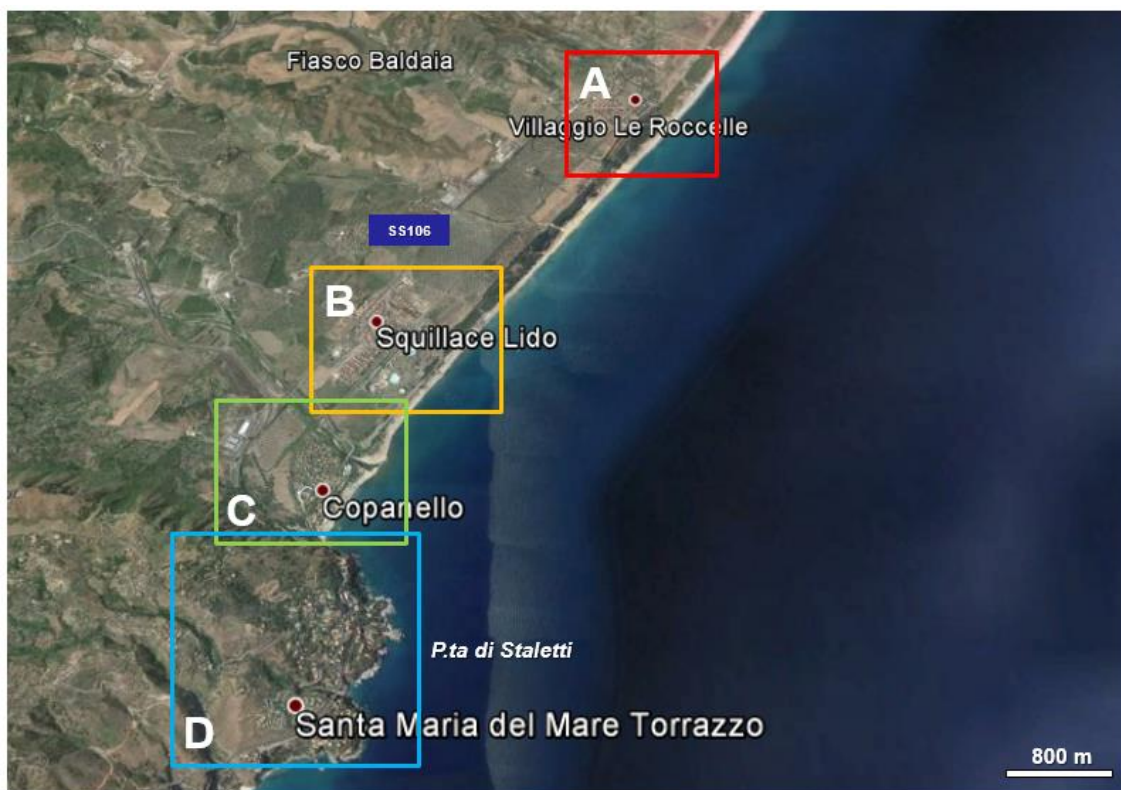 Fiasco Baldaia
A
Villaggio Le Roccelle
SS106
B
Squillace Lido
C
Copanello
P.ta di Staletti
D
Santa Maria del Mare Torrazzo
800 m